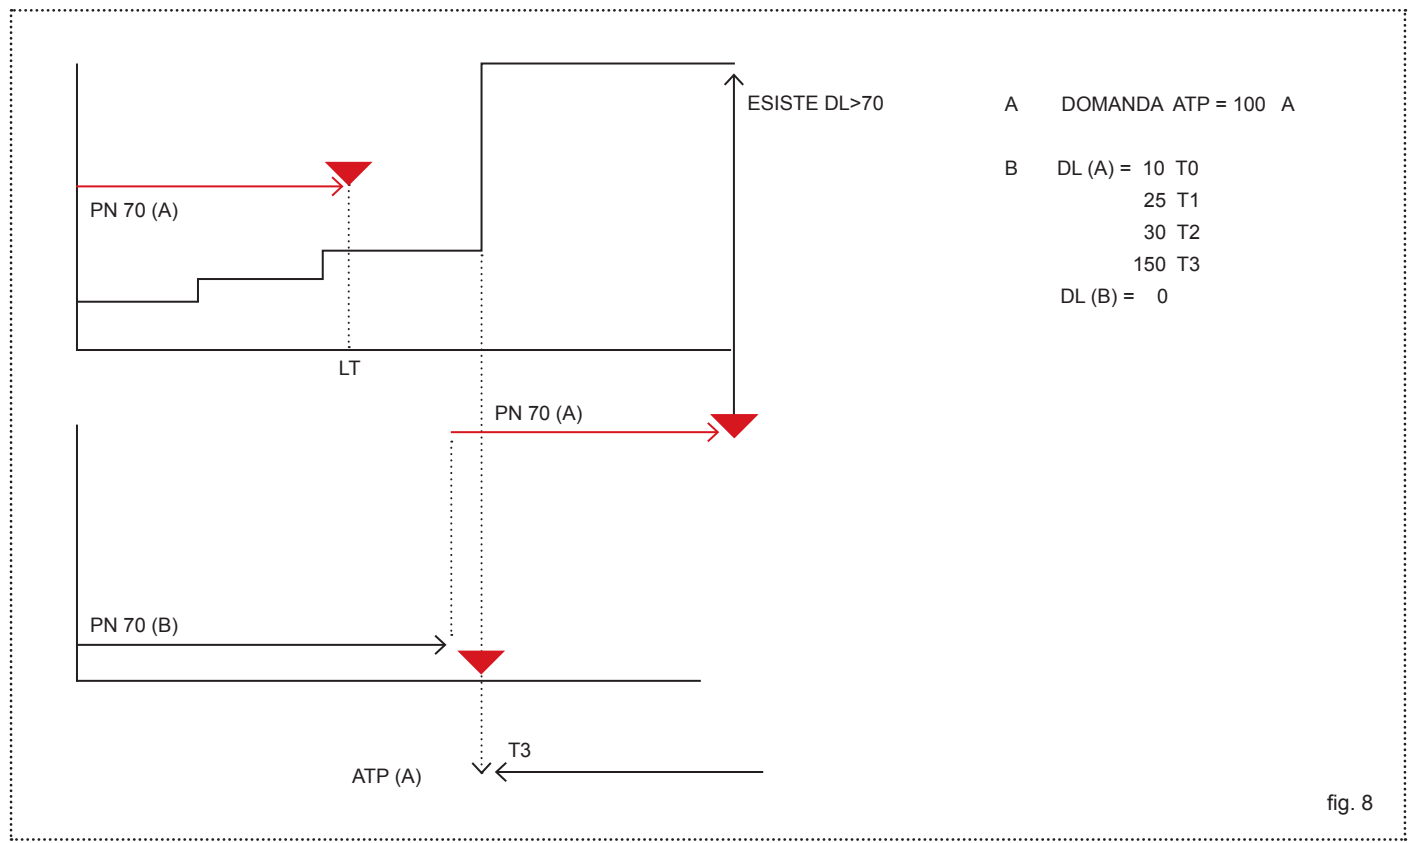 ESISTE DL>70
A DOMANDA ATP = 100 A
B DL (A) = 10 T0
25 T1
30 T2
150 T3
DL (B) = 0
PN 70 (A)
LT
PN 70 (A)
PN 70 (B)
T3
ATP (A)
fig. 8